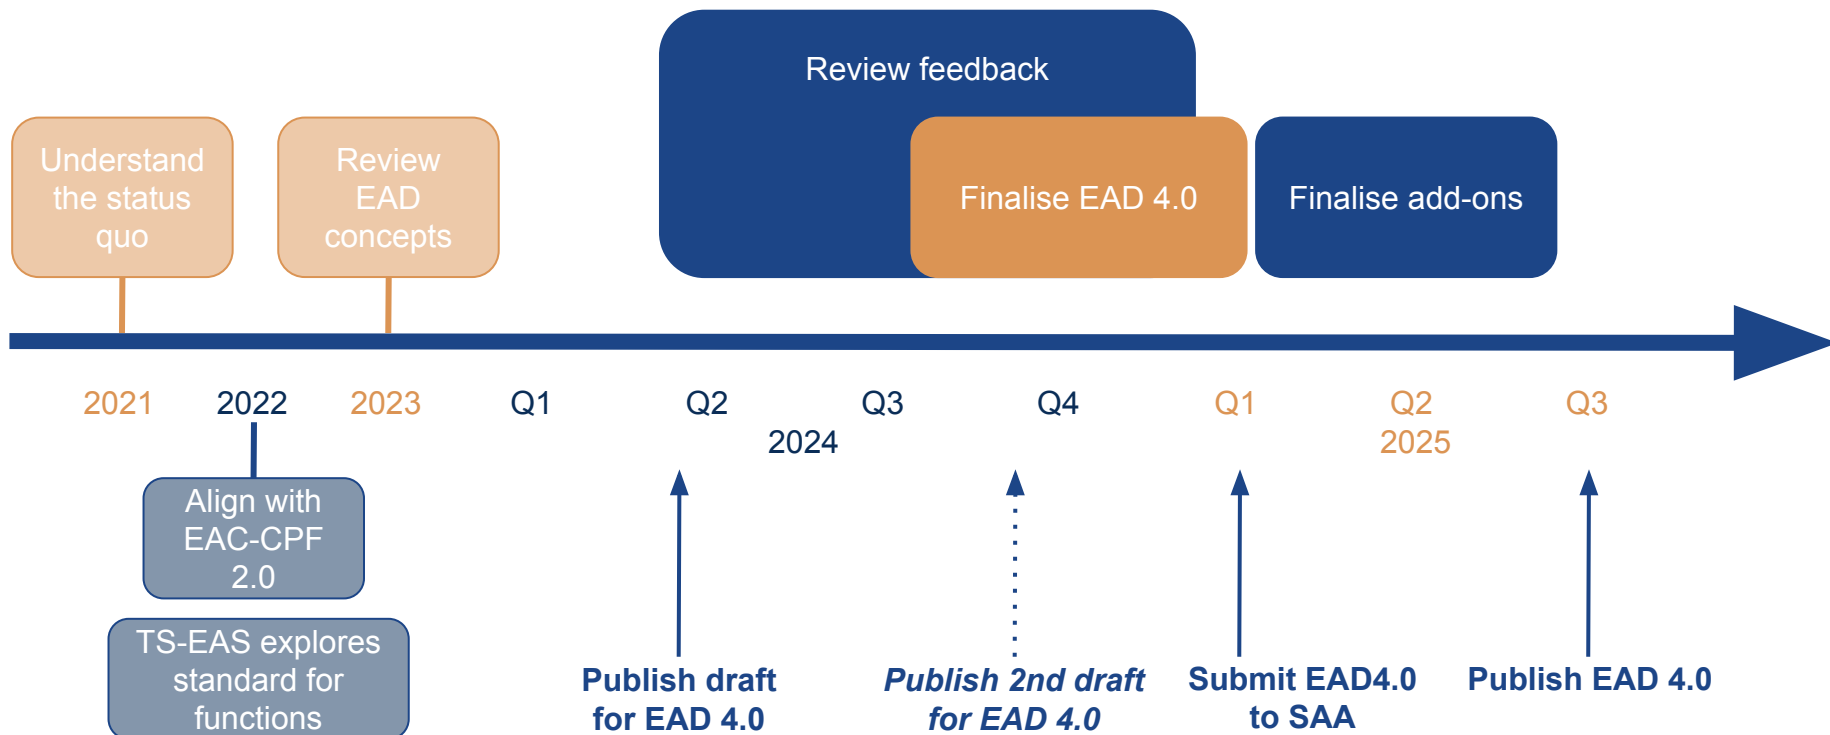 Review feedback
Understand
the status
quo
Review
EAD
concepts
Finalise EAD 4.0
Finalise add-ons
2021
2022
2023
Q1
Q2
Q3
Q4
Q1
Q2
Q3
2024
2025
Align with
EAC-CPF
2.0
TS-EAS explores
standard for
functions
Publish draft
for EAD 4.0
Publish 2nd draft
for EAD 4.0
Submit EAD4.0
to SAA
Publish EAD 4.0